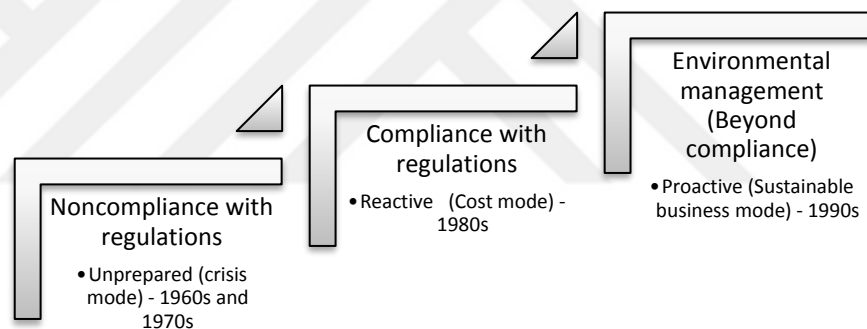 Noncompliance with
regulations
•Unprepared (crisis
mode) - 1960s and
1970s
Compliance with
regulations
•Reactive (Cost mode) -
1980s
Environmental
management
(Beyond
compliance)
•Proactive (Sustainable
business mode) - 1990s